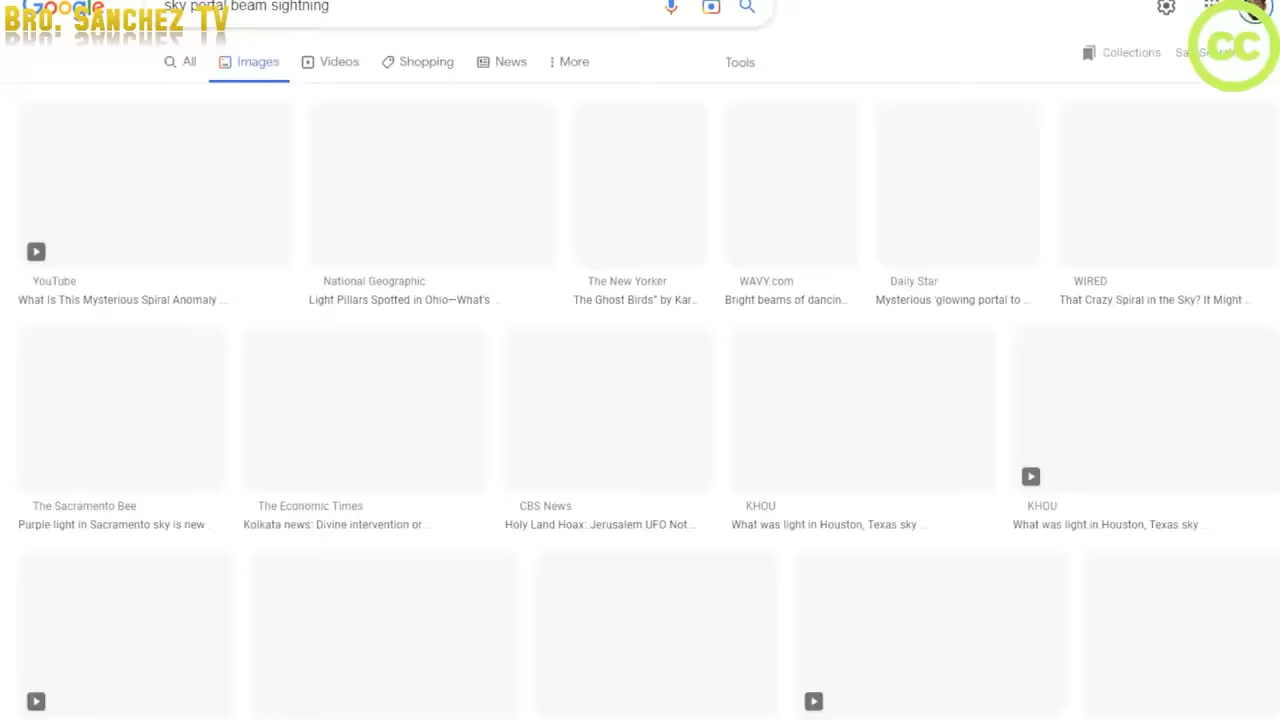 BRO. SANCHEZ TV
Google
sky portal beam sightning
CC
All Images Videos Shopping News More
Tools
Collections
YouTube
What Is This Mysterious Spiral Anomaly ...
National Geographic
Light Pillars Spotted in Ohio—What's ...
The New Yorker
The Ghost Birds" by Kar...
WAVY.com
Bright beams of dancin...
Daily Star
Mysterious 'glowing portal to ...
WIRED
That Crazy Spiral in the Sky? It Might ...
The Sacramento Bee
Purple light in Sacramento sky is new ...
The Economic Times
Kolkata news: Divine intervention or ...
CBS News
Holy Land Hoax: Jerusalem UFO Not ...
KHOU
What was light in Houston, Texas sky ...
KHOU
What was light in Houston, Texas sky ...